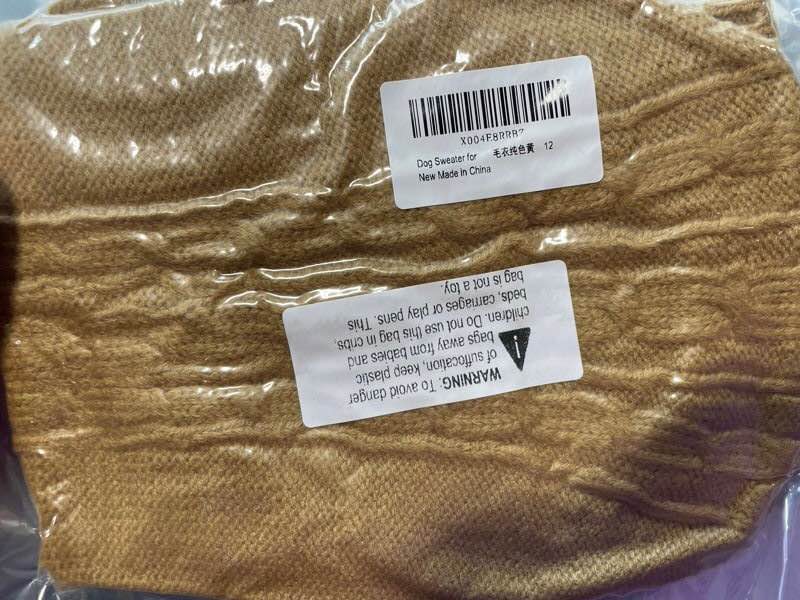 X004E8RRB7
Dog Sweater for 毛衣纯色黄 12
New Made in China
WARNING: To avoid danger
of suffocation, keep plastic
bags away from babies and
children. Do not use this bag in cribs,
beds, carriages or play pens. This
bag is not a toy.